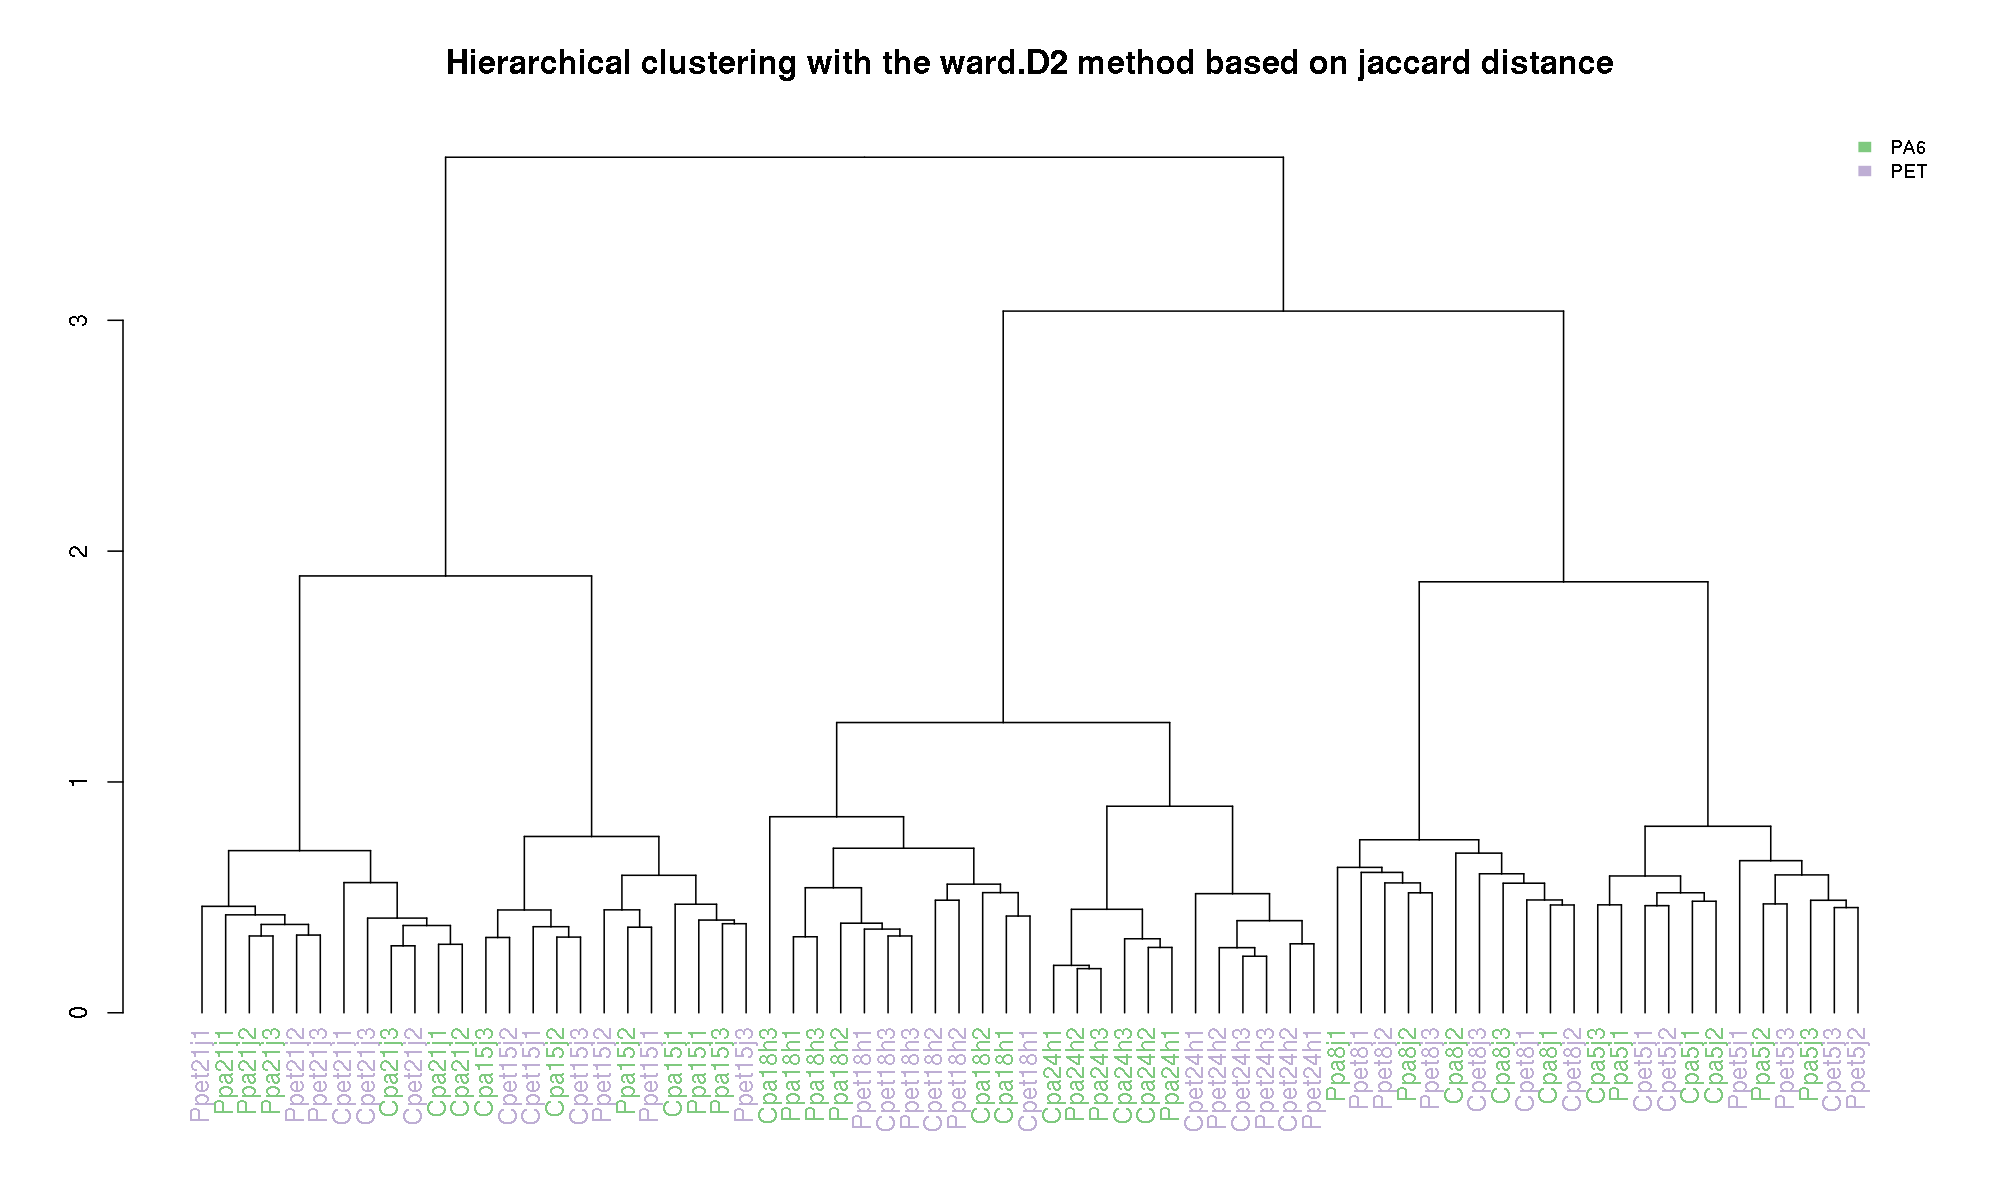 Hierarchical clustering with the ward.D2 method based on jaccard distance
PA6
PET
3
2
1
0
Ppet21j1
Ppa21j1
Ppa21j2
Ppa21j3
Ppet21j2
Ppet21j3
Cpet21j1
Cpet21j3
Cpa21j3
Cpet21j2
Cpa21j1
Cpa21j2
Cpa15j3
Cpet15j2
Cpet15j1
Cpa15j2
Cpet15j3
Ppet15j2
Ppa15j2
Ppet15j1
Cpa15j1
Ppa15j1
Ppa15j3
Ppet15j3
Cpa18h3
Ppa18h1
Ppa18h3
Ppa18h2
Ppet18h1
Cpet18h3
Ppet18h3
Cpet18h2
Ppet18h2
Cpa18h2
Cpa18h1
Cpet18h1
Cpa24h1
Ppa24h2
Ppa24h3
Cpa24h3
Cpa24h2
Ppa24h1
Cpet24h1
Ppet24h2
Cpet24h3
Ppet24h3
Cpet24h2
Ppet24h1
Ppa8j1
Ppet8j1
Ppet8j2
Ppa8j2
Ppet8j3
Cpa8j2
Cpet8j3
Cpa8j3
Cpet8j1
Cpa8j1
Cpet8j2
Cpa5j3
Ppa5j1
Cpet5j1
Cpet5j2
Cpa5j1
Cpa5j2
Ppet5j1
Ppa5j2
Ppet5j3
Ppa5j3
Cpet5j3
Ppet5j2